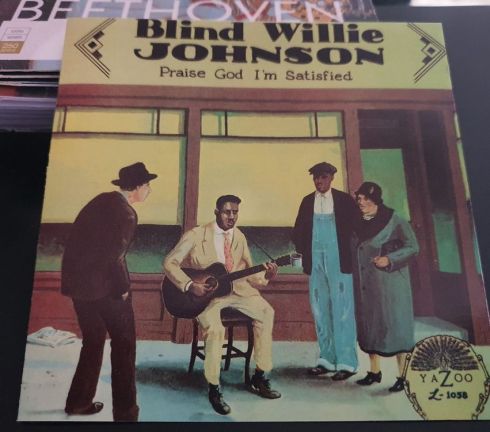 BEETHOVEN
Blind Willie
JOHNSON
Praise God I'm Satisfied
YAZOO
L-1058